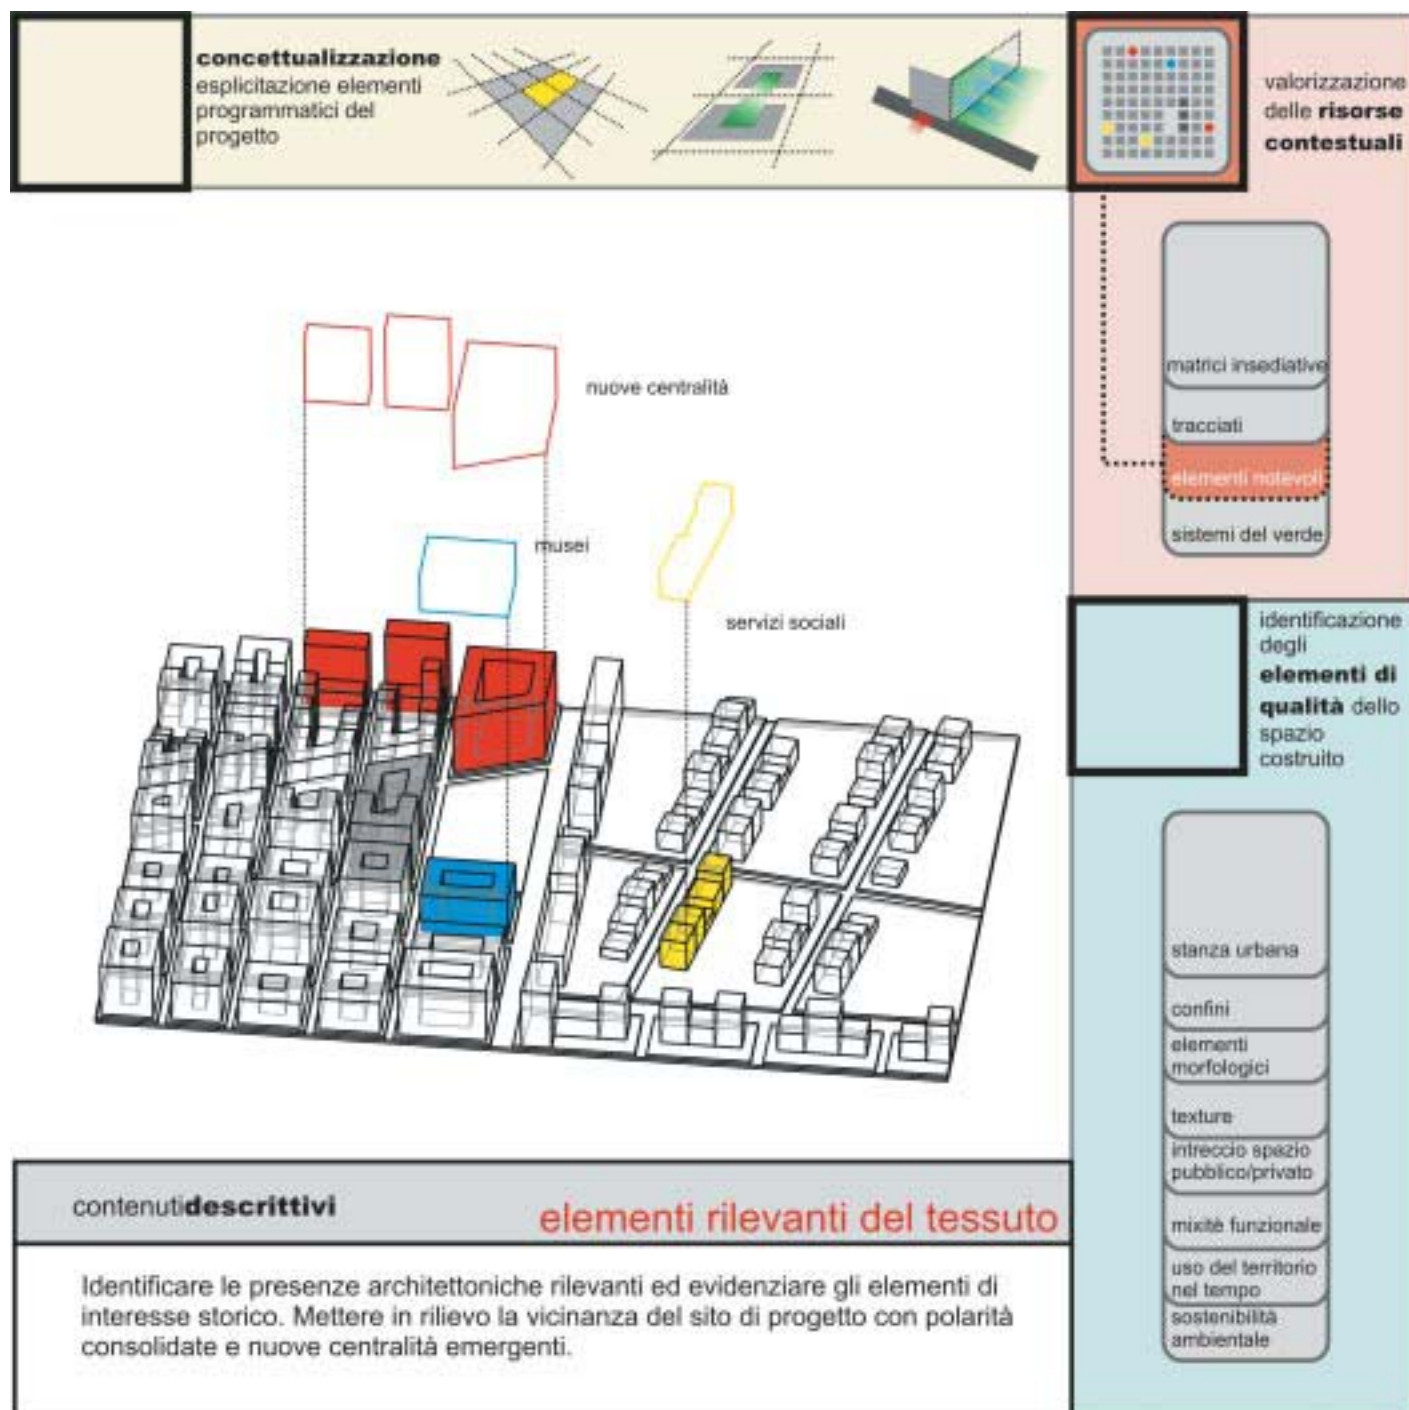 concettualizzazione
esplicitazione elementi
programmatici del
progetto
valorizzazione
delle risorse
contestuali
matrici insediative
tracciati
elementi notevoli
sistemi del verde
nuove centralità
musei
servizi sociali
identificazione
degli
elementi di
qualità dello
spazio
costruito
stanza urbana
confini
elementi
morfologici
texture
intreccio spazio
pubblico/privato
mixité funzionale
uso del territorio
nel tempo
sostenibilità
ambientale
contenutidescrittivi
elementi rilevanti del tessuto
Identificare le presenze architettoniche rilevanti ed evidenziare gli elementi di
interesse storico. Mettere in rilievo la vicinanza del sito di progetto con polarità
consolidate e nuove centralità emergenti.